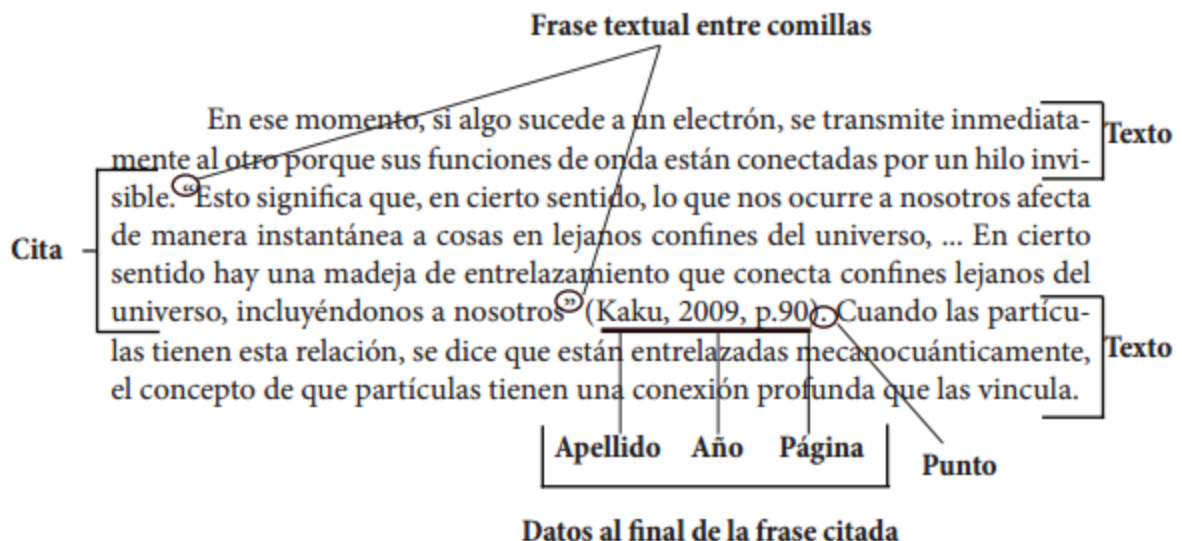 Frase textual entre comillas
En ese momento, si algo sucede a un electrón, se transmite inmediata-
mente al otro porque sus funciones de onda están conectadas por un hilo invi-
sible. “Esto significa que, en cierto sentido, lo que nos ocurre a nosotros afecta
de manera instantánea a cosas en lejanos confines del universo, ... En cierto
sentido hay una madeja de entrelazamiento que conecta confines lejanos del
universo, incluyéndonos a nosotros” (Kaku, 2009, p.90). Cuando las partícu-
las tienen esta relación, se dice que están entrelazadas mecanocuánticamente,
el concepto de que partículas tienen una conexión profunda que las vincula.
Texto
Cita
Texto
Apellido Año Página
Punto
Datos al final de la frase citada